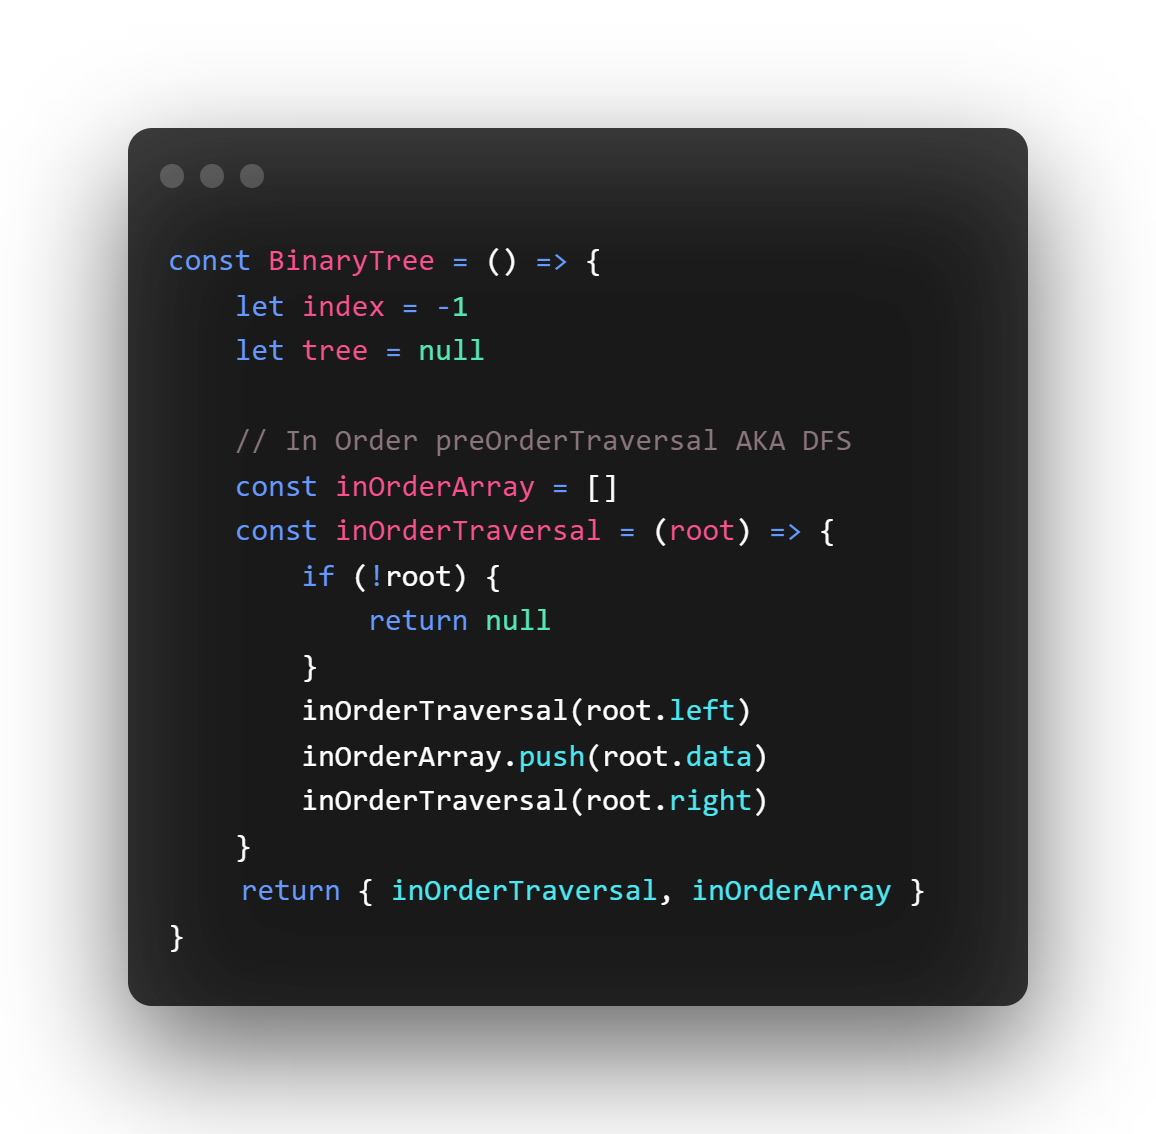 const BinaryTree = () => {
    let index = -1
    let tree = null

    // In Order preOrderTraversal AKA DFS
    const inOrderArray = []
    const inOrderTraversal = (root) => {
        if (!root) {
            return null
        }
        inOrderTraversal(root.left)
        inOrderArray.push(root.data)
        inOrderTraversal(root.right)
    }
    return { inOrderTraversal, inOrderArray }
}